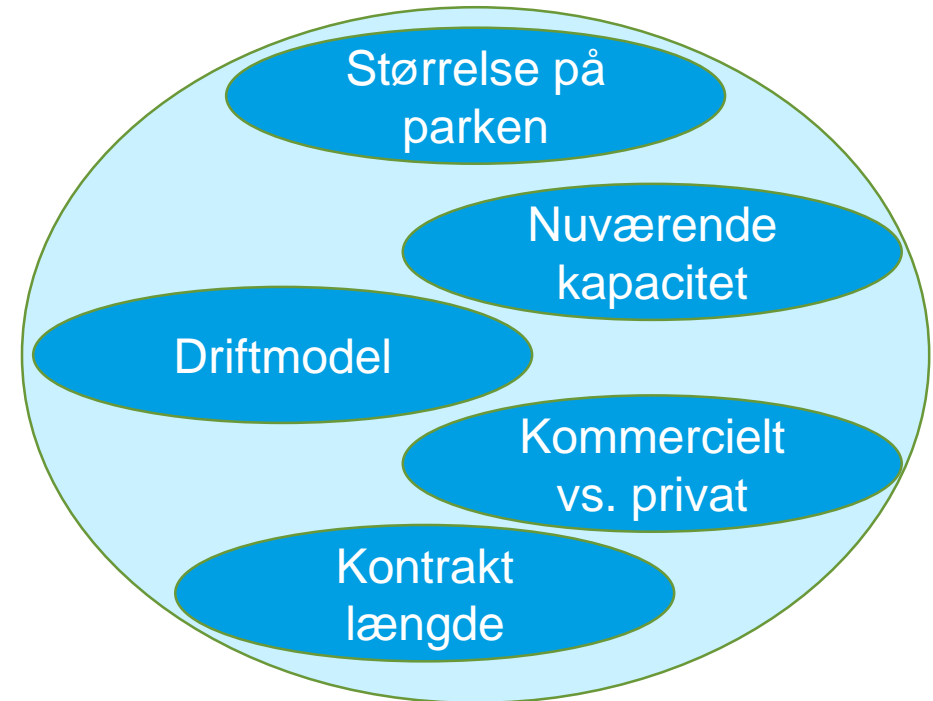 Størrelse på
parken
Nuværende
kapacitet
Driftmodel
Kommercielt
vs. privat
Kontrakt
længde